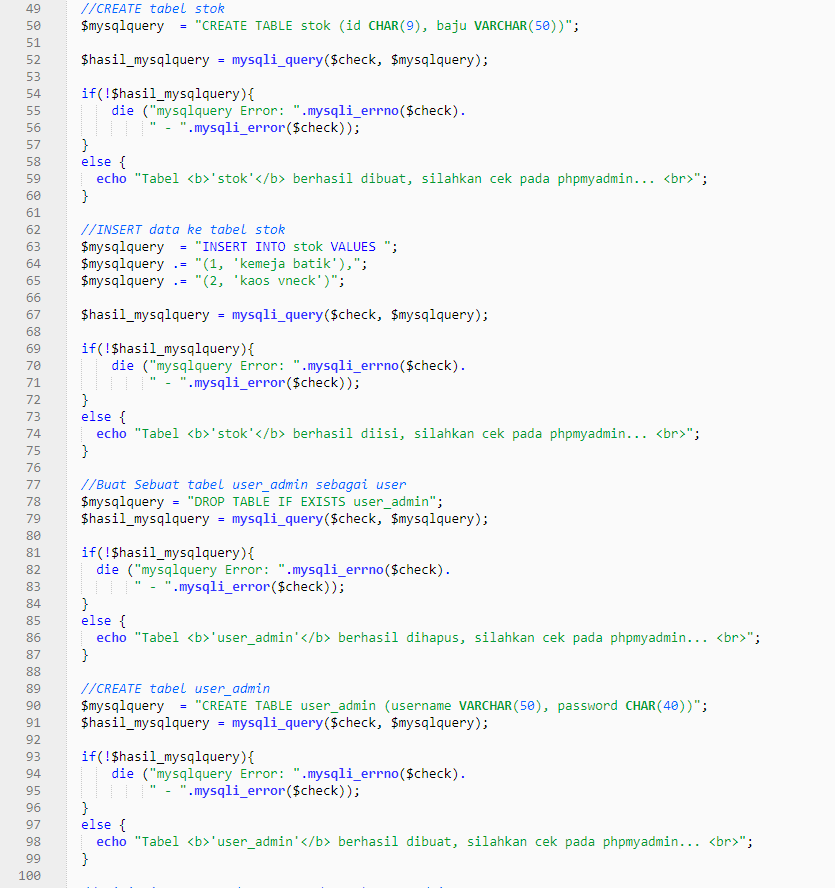 49 //CREATE tabel stok
50 $mysqlquery  = "CREATE TABLE stok (id CHAR(9), baju VARCHAR(50))";
51
52 $hasil_mysqlquery = mysqli_query($check, $mysqlquery);
53
54 if(!$hasil_mysqlquery){
55     die ("mysqlquery Error: ".mysqli_errno($check).
56          " - ".mysqli_error($check));
57 }
58 else {
59   echo "Tabel <b>'stok'</b> berhasil dibuat, silahkan cek pada phpmyadmin... <br>";
60 }
61
62 //INSERT data ke tabel stok
63 $mysqlquery  = "INSERT INTO stok VALUES ";
64 $mysqlquery .= "(1, 'kemeja batik'),";
65 $mysqlquery .= "(2, 'kaos vneck')";
66
67 $hasil_mysqlquery = mysqli_query($check, $mysqlquery);
68
69 if(!$hasil_mysqlquery){
70     die ("mysqlquery Error: ".mysqli_errno($check).
71          " - ".mysqli_error($check));
72 }
73 else {
74   echo "Tabel <b>'stok'</b> berhasil diisi, silahkan cek pada phpmyadmin... <br>";
75 }
76
77 //Buat Sebuat tabel user_admin sebagai user
78 $mysqlquery = "DROP TABLE IF EXISTS user_admin";
79 $hasil_mysqlquery = mysqli_query($check, $mysqlquery);
80
81 if(!$hasil_mysqlquery){
82   die ("mysqlquery Error: ".mysqli_errno($check).
83        " - ".mysqli_error($check));
84 }
85 else {
86   echo "Tabel <b>'user_admin'</b> berhasil dihapus, silahkan cek pada phpmyadmin... <br>";
87 }
88
89 //CREATE tabel user_admin
90 $mysqlquery  = "CREATE TABLE user_admin (username VARCHAR(50), password CHAR(40))";
91 $hasil_mysqlquery = mysqli_query($check, $mysqlquery);
92
93 if(!$hasil_mysqlquery){
94     die ("mysqlquery Error: ".mysqli_errno($check).
95          " - ".mysqli_error($check));
96 }
97 else {
98   echo "Tabel <b>'user_admin'</b> berhasil dibuat, silahkan cek pada phpmyadmin... <br>";
99 }
100